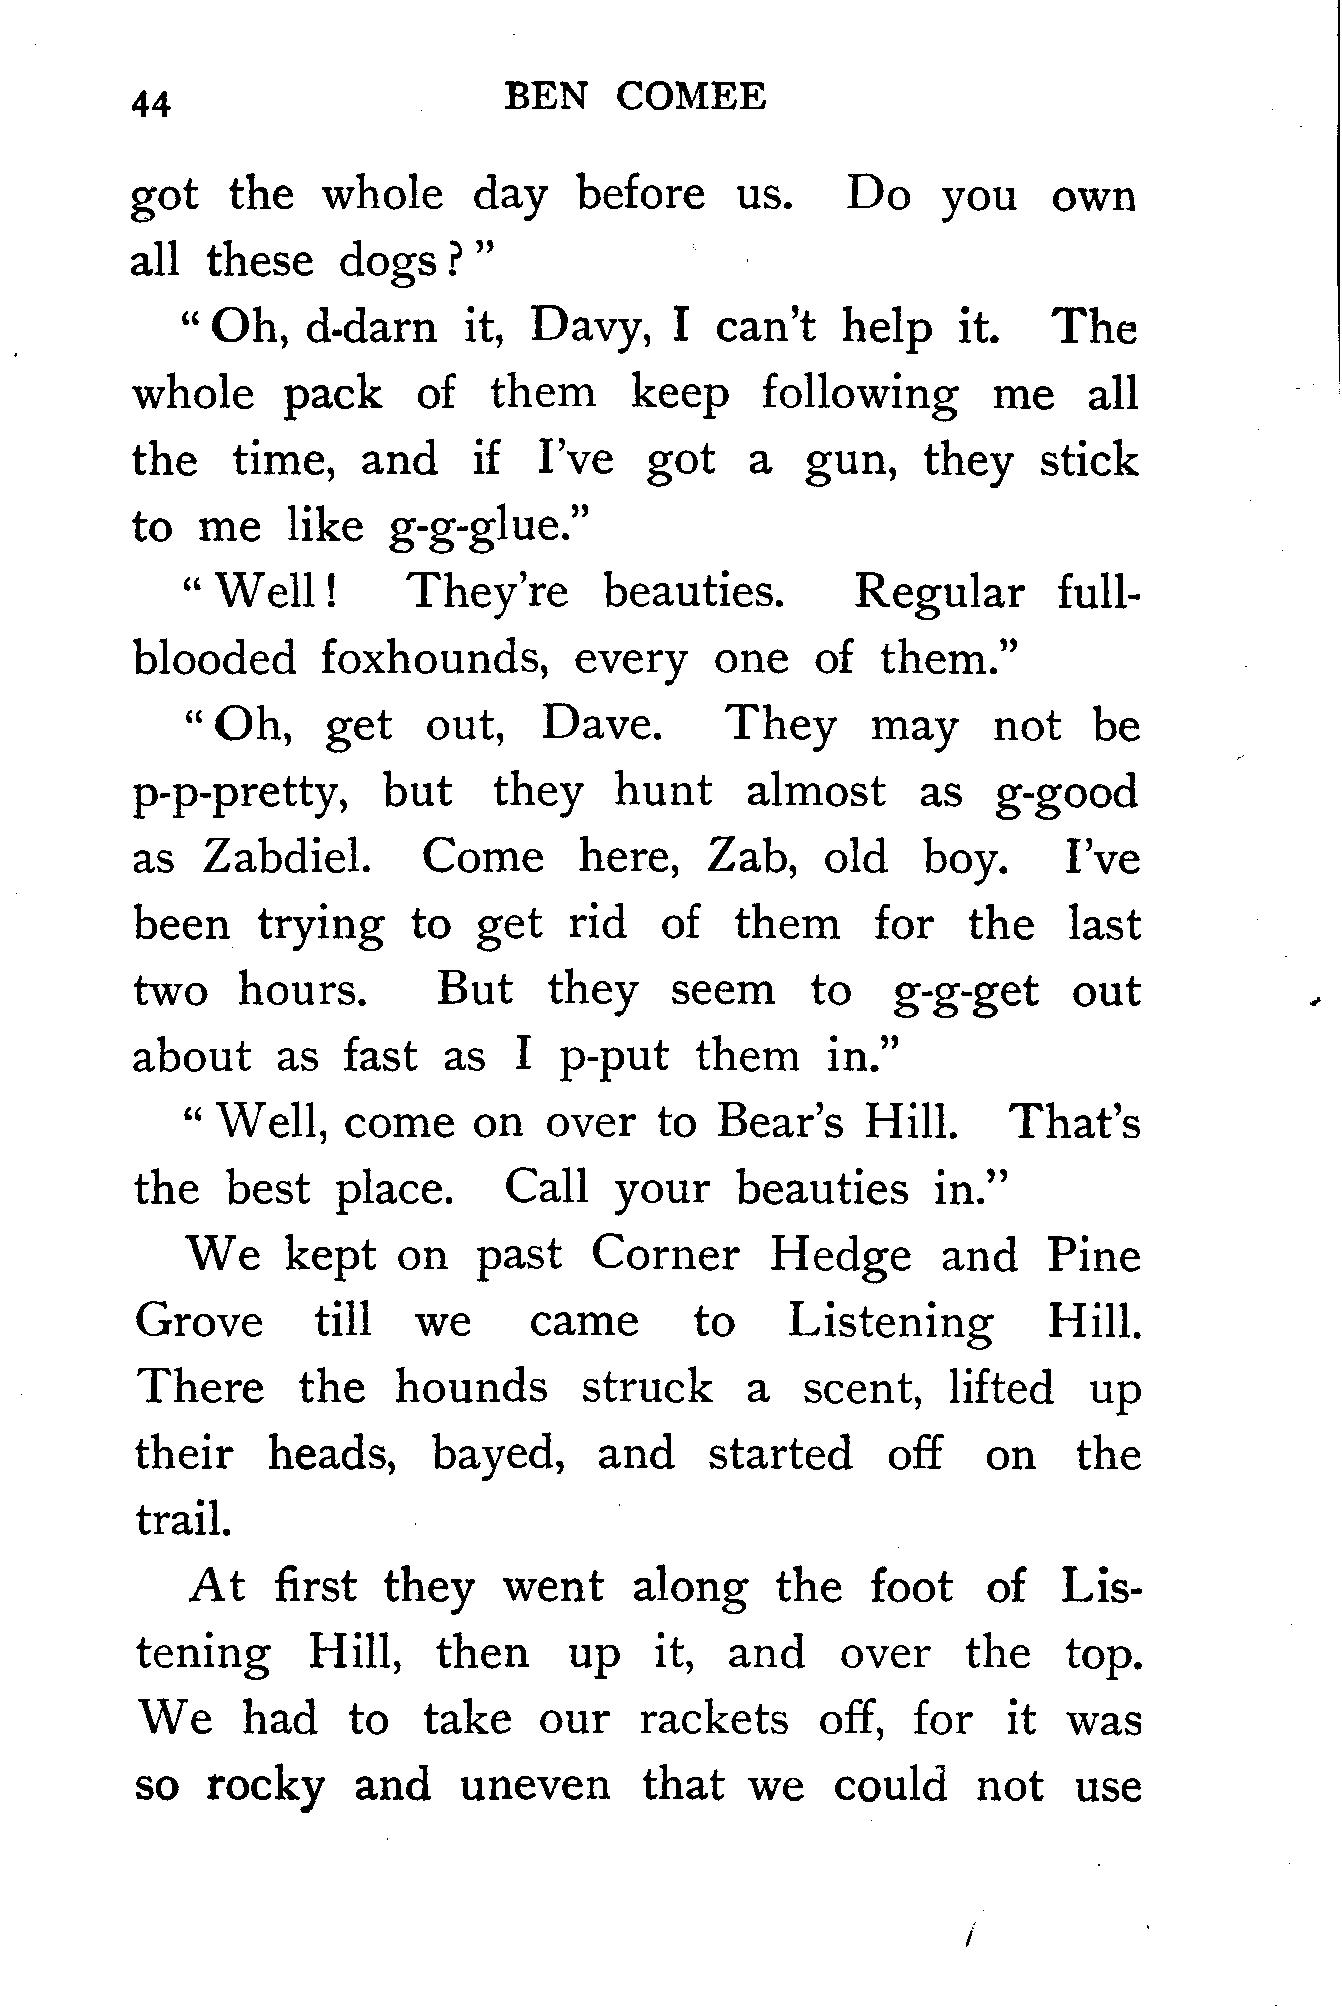 44 BEN COMEE
got the whole day before us. Do you own
all these dogs?"
"Oh, d-darn it, Davy, I can't help it. The
whole pack of them keep following me all
the time, and if I've got a gun, they stick
to me like g-g-glue."
"Well! They're beauties. Regular full-
blooded foxhounds, every one of them."
"Oh, get out, Dave. They may not be
p-p-pretty, but they hunt almost as g-good
as Zabdiel. Come here, Zab, old boy. I've
been trying to get rid of them for the last
two hours. But they seem to g-g-get out
about as fast as I p-put them in."
"Well, come on over to Bear's Hill. That's
the best place. Call your beauties in."
We kept on past Corner Hedge and Pine
Grove till we came to Listening Hill.
There the hounds struck a scent, lifted up
their heads, bayed, and started off on the
trail.
At first they went along the foot of Lis-
tening Hill, then up it, and over the top.
We had to take our rackets off, for it was
so rocky and uneven that we could not use